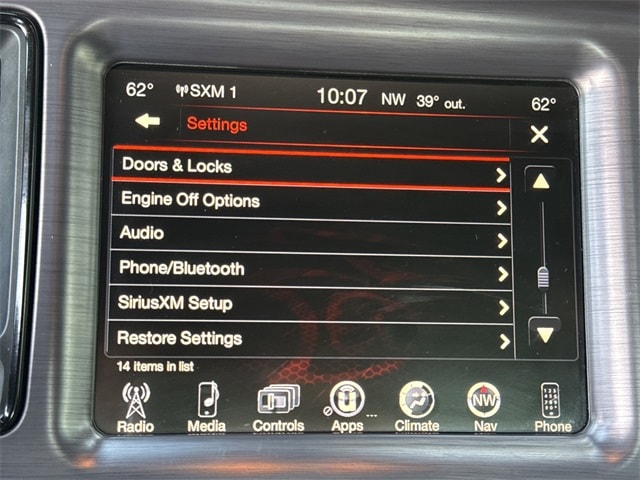 62° SXM 1 10:07 NW 39° out. 62°
Settings
Doors & Locks
Engine Off Options
Audio
Phone/Bluetooth
SiriusXM Setup
Restore Settings
14 items in list
NW
Radio Media Controls Apps Climate Nav Phone